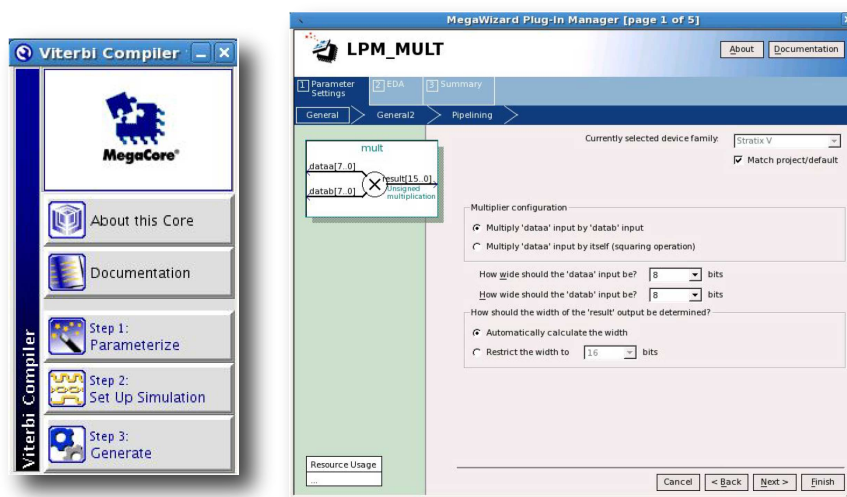 Viterbi Compiler
MegaCore®
About this Core
Documentation
Step 1:
Parameterize
Step 2:
Set Up Simulation
Step 3:
Generate
Viterbi Compiler
MegaWizard Plug-In Manager [page 1 of 5]
LPM_MULT
About
Documentation
1 Parameter Settings
2 EDA
3 Summary
General
General2
Pipelining
Currently selected device family:
Stratix V
Match project/default
mult
dataa[7..0]
datab[7..0]
result[15..0]
Unsigned
multiplication
Multiplier configuration
Multiply 'dataa' input by 'datab' input
Multiply 'dataa' input by itself (squaring operation)
How wide should the 'dataa' input be? 8 bits
How wide should the 'datab' input be? 8 bits
How should the width of the 'result' output be determined?
Automatically calculate the width
Restrict the width to 16 bits
Resource Usage
...
Cancel
< Back
Next >
Finish